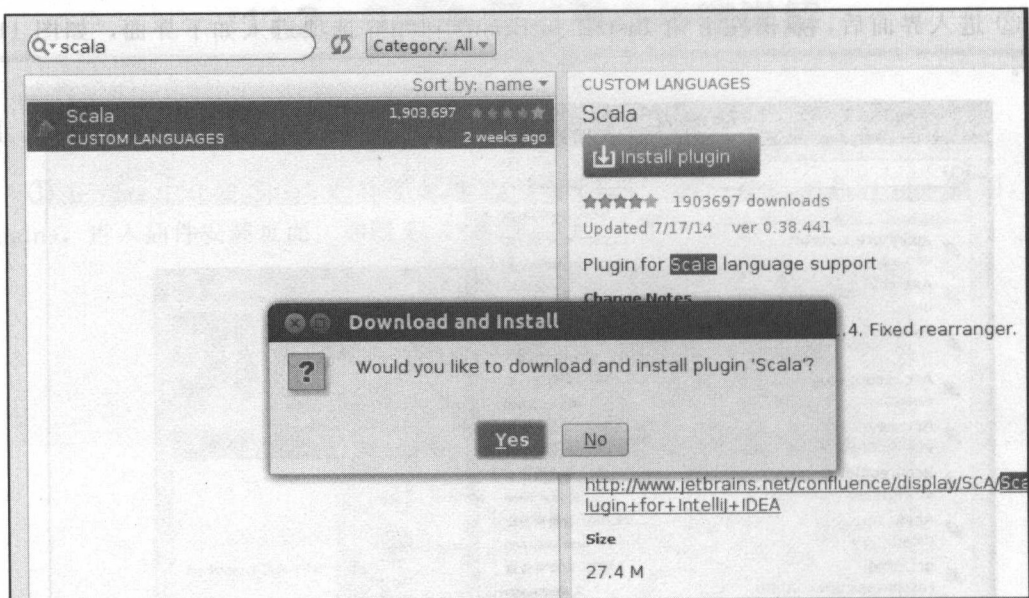 scala
Category: All
Sort by: name
Scala
1,903,697
CUSTOM LANGUAGES
2 weeks ago
CUSTOM LANGUAGES
Scala
Install plugin
1903697 downloads
Updated 7/17/14 ver 0.38.441
Plugin for Scala language support
Change Notes
.4. Fixed rearranger.
Download and Install
?
Would you like to download and install plugin 'Scala'?
Yes
No
http://www.jetbrains.net/confluence/display/SCA/Sca
lugin+for+IntelliJ+IDEA
Size
27.4 M